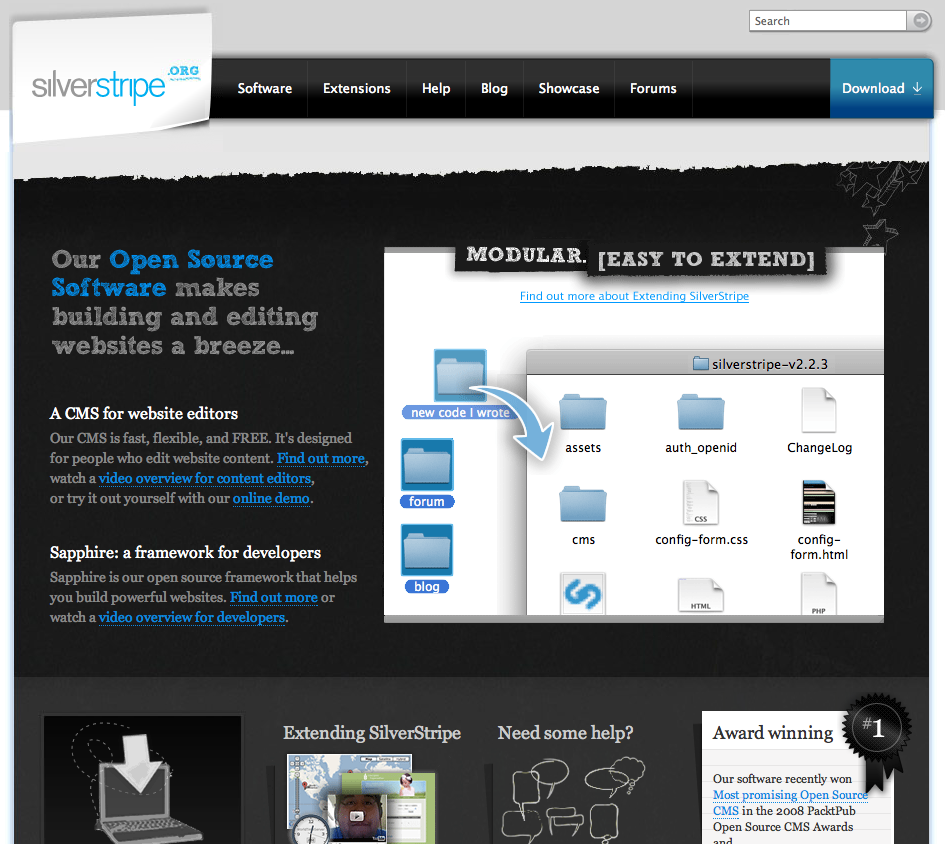 Search
silverstripe .ORG
Software Extensions Help Blog Showcase Forums Download
Our Open Source
Software makes
building and editing
websites a breeze...
A CMS for website editors
Our CMS is fast, flexible, and FREE. It's designed
for people who edit website content. Find out more,
watch a video overview for content editors,
or try it out yourself with our online demo.
Sapphire: a framework for developers
Sapphire is our open source framework that helps
you build powerful websites. Find out more or
watch a video overview for developers.
MODULAR. [EASY TO EXTEND]
Find out more about Extending SilverStripe
silverstripe-v2.2.3
new code I wrote
forum
blog
assets auth_openid ChangeLog
CSS
cms config-form.css config-
form.html
HTML PHP
Extending SilverStripe
Need some help?
Award winning
#1
Our software recently won
Most promising Open Source
CMS in the 2008 PacktPub
Open Source CMS Awards
and